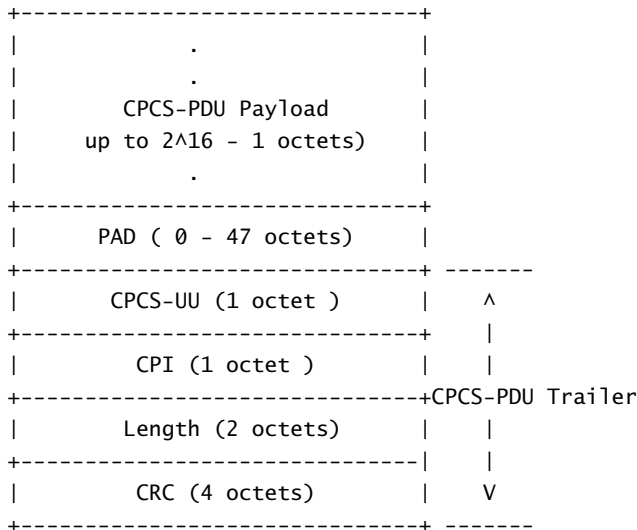 +-------------------------------+
|             .                 |
|             .                 |
|        CPCS-PDU Payload       |
|     up to 2^16 - 1 octets)    |
|             .                 |
+-------------------------------+
|      PAD ( 0 - 47 octets)     |
+-------------------------------+ -------
|       CPCS-UU (1 octet )      |    ^
+-------------------------------+    |
|         CPI (1 octet )        |    |
+-------------------------------+CPCS-PDU Trailer
|        Length (2 octets)      |    |
+-------------------------------|    |
|         CRC (4 octets)        |    V
+-------------------------------+ -------